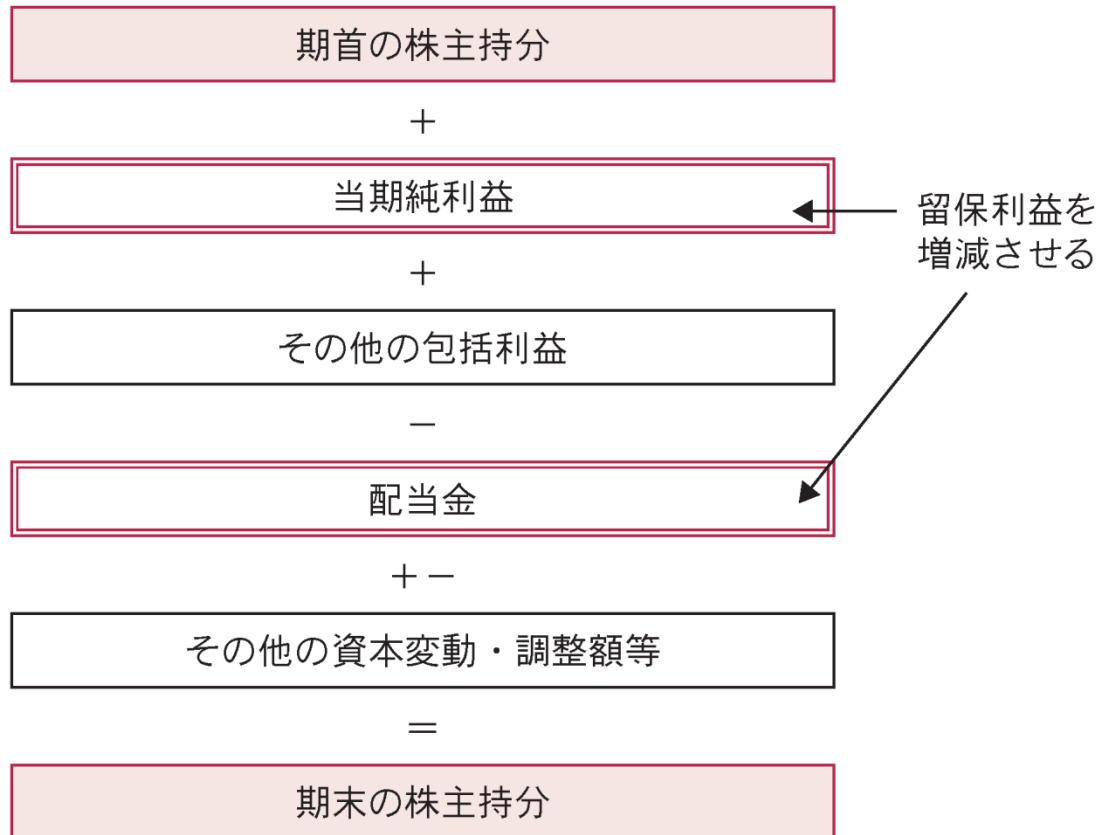 期首の株主持分
＋
当期純利益
留保利益を
増減させる
＋
その他の包括利益
−
配当金
＋−
その他の資本変動・調整額等
＝
期末の株主持分